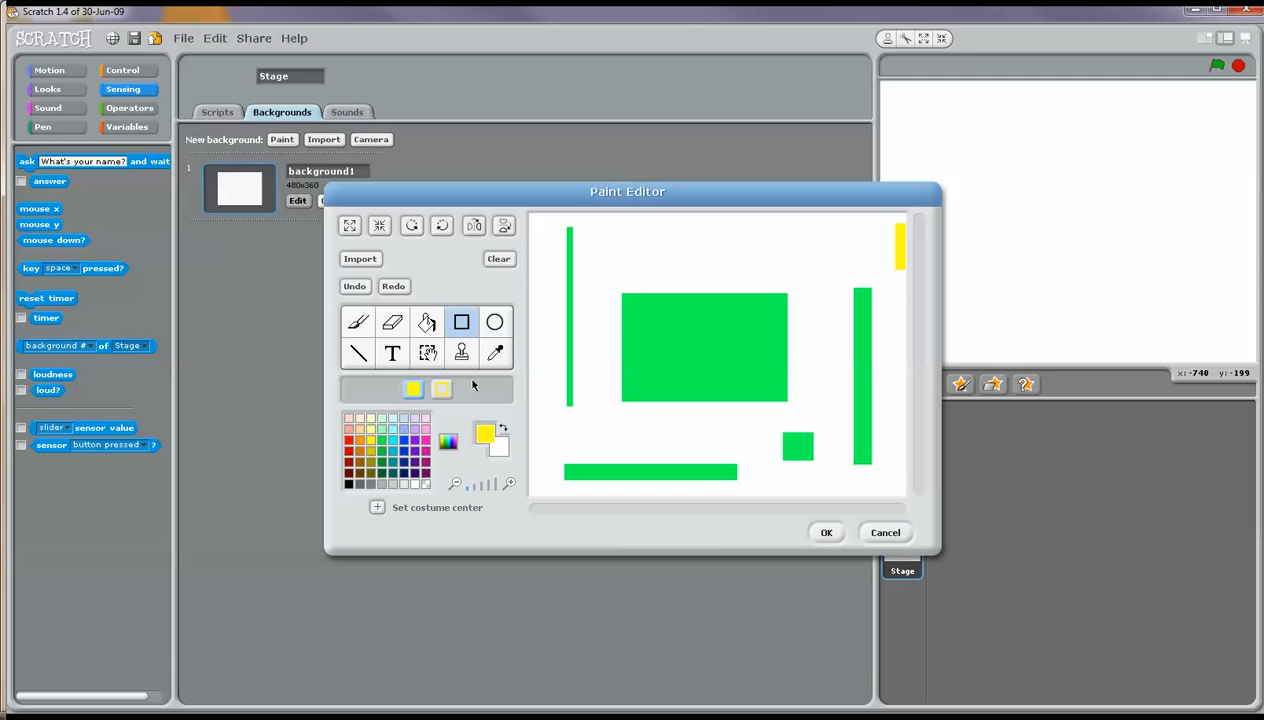 Scratch 1.4 of 30-Jun-09
SCRATCH File Edit Share Help
Motion Control
Looks Sensing
Sound Operators
Pen Variables
Stage
Scripts Backgrounds Sounds
New background: Paint Import Camera
1 background1
480x360
Edit
ask What's your name? and wait
answer
mouse x
mouse y
mouse down?
key space pressed?
reset timer
timer
background # of Stage
loudness
loud?
slider sensor value
sensor button pressed ?
Paint Editor
Import Clear
Undo Redo
T
Set costume center
OK Cancel
x: -740 y: -199
Stage